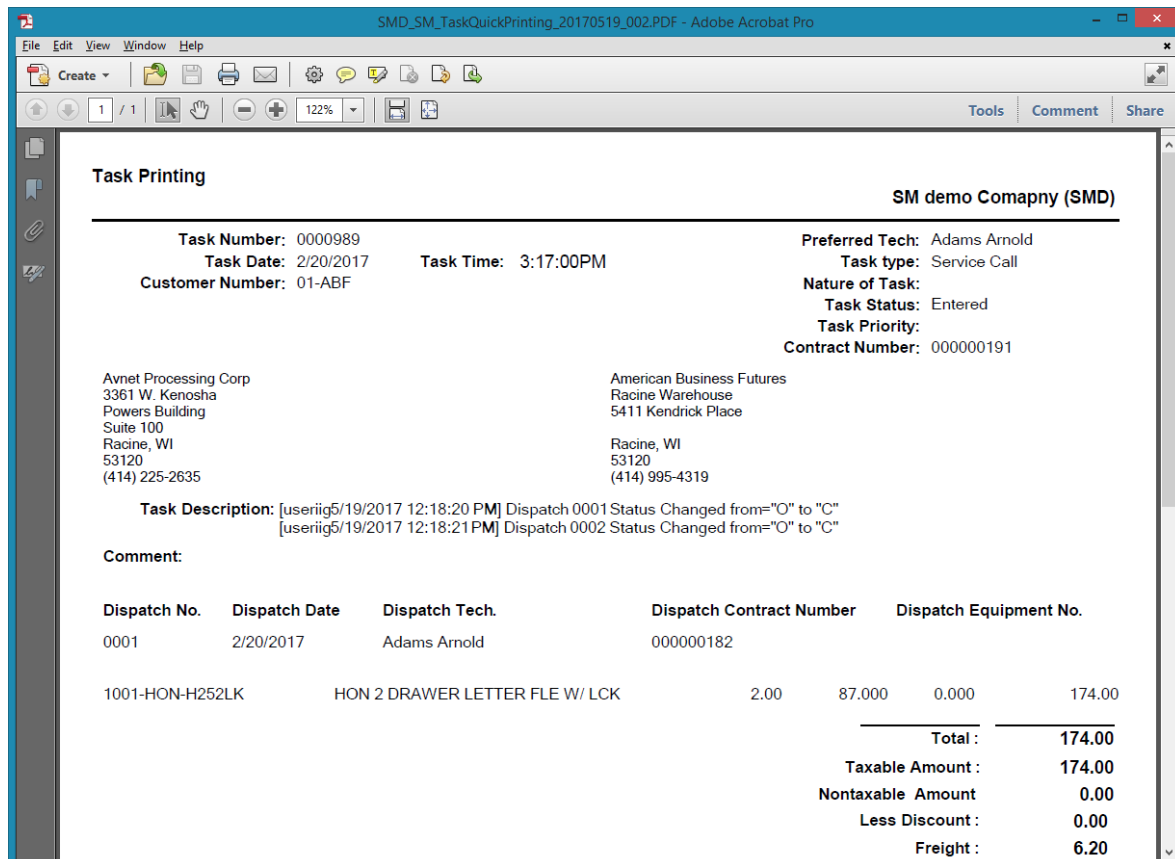 SMD_SM_TaskQuickPrinting_20170519_002.PDF - Adobe Acrobat Pro
File Edit View Window Help
Create
1 / 1 122% Tools Comment Share
Task Printing
SM demo Comapny (SMD)
Task Number: 0000989 Preferred Tech: Adams Arnold
Task Date: 2/20/2017 Task Time: 3:17:00PM Task type: Service Call
Customer Number: 01-ABF Nature of Task:
Task Status: Entered
Task Priority:
Contract Number: 000000191
Avnet Processing Corp American Business Futures
3361 W. Kenosha Racine Warehouse
Powers Building 5411 Kendrick Place
Suite 100
Racine, WI Racine, WI
53120 53120
(414) 225-2635 (414) 995-4319
Task Description: [useriig5/19/2017 12:18:20 PM] Dispatch 0001 Status Changed from="O" to "C"
[useriig5/19/2017 12:18:21 PM] Dispatch 0002 Status Changed from="O" to "C"
Comment:
Dispatch No. Dispatch Date Dispatch Tech. Dispatch Contract Number Dispatch Equipment No.
0001 2/20/2017 Adams Arnold 000000182
1001-HON-H252LK HON 2 DRAWER LETTER FLE W/ LCK 2.00 87.000 0.000 174.00
Total : 174.00
Taxable Amount : 174.00
Nontaxable Amount 0.00
Less Discount : 0.00
Freight : 6.20